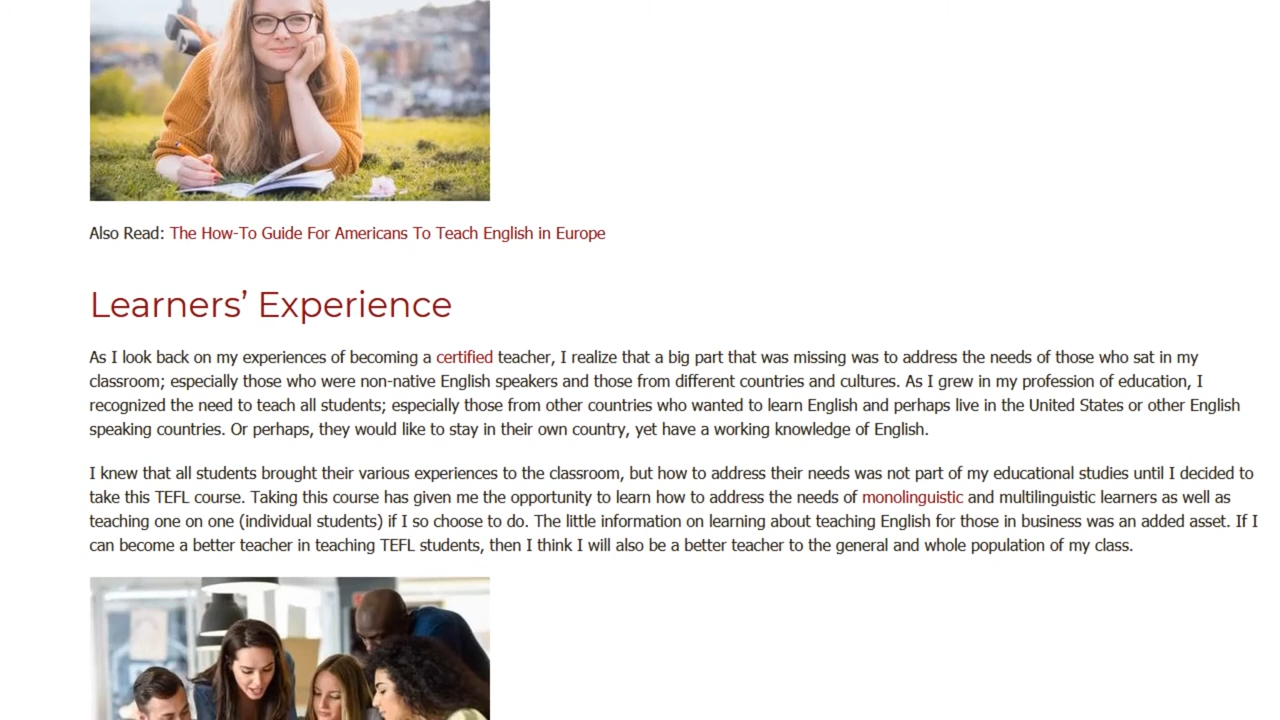 Also Read: The How-To Guide For Americans To Teach English in Europe
Learners’ Experience
As I look back on my experiences of becoming a certified teacher, I realize that a big part that was missing was to address the needs of those who sat in my
classroom; especially those who were non-native English speakers and those from different countries and cultures. As I grew in my profession of education, I
recognized the need to teach all students; especially those from other countries who wanted to learn English and perhaps live in the United States or other English
speaking countries. Or perhaps, they would like to stay in their own country, yet have a working knowledge of English.
I knew that all students brought their various experiences to the classroom, but how to address their needs was not part of my educational studies until I decided to
take this TEFL course. Taking this course has given me the opportunity to learn how to address the needs of monolinguistic and multilinguistic learners as well as
teaching one on one (individual students) if I so choose to do. The little information on learning about teaching English for those in business was an added asset. If I
can become a better teacher in teaching TEFL students, then I think I will also be a better teacher to the general and whole population of my class.